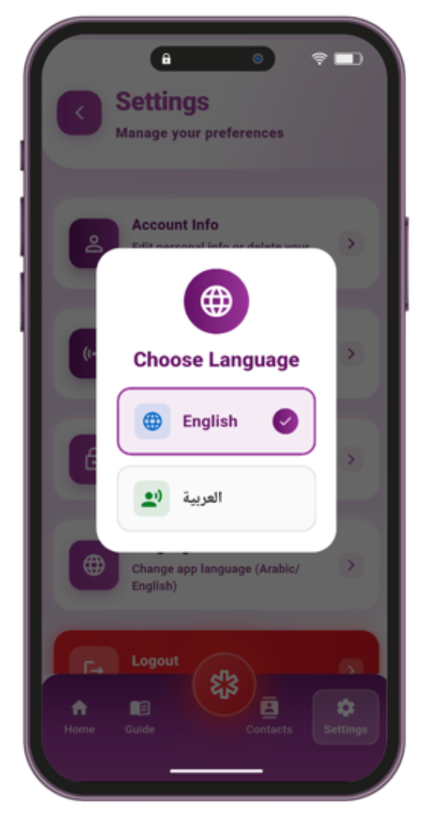 Settings
Manage your preferences
Account Info
Edit personal info or delete your
Choose Language
English
العربية
Change app language (Arabic/
English)
Logout
Home
Guide
Contacts
Settings